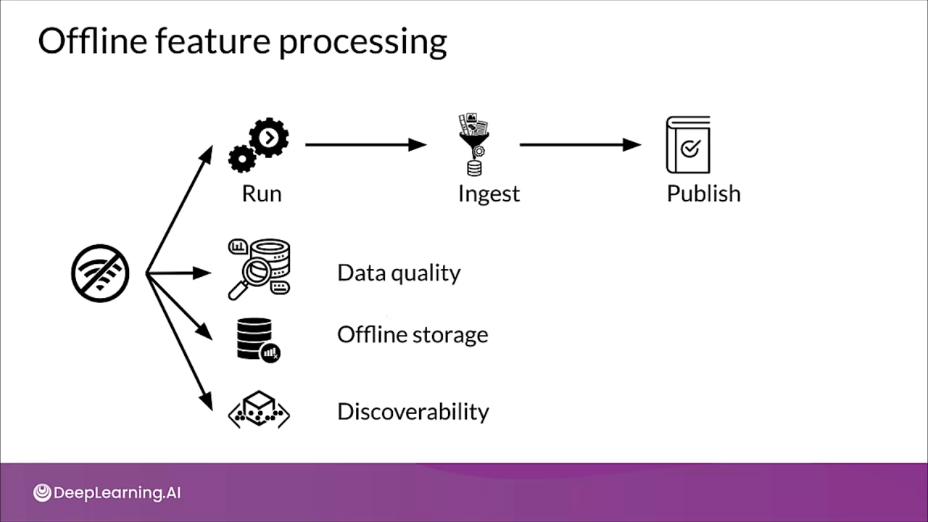 Offline feature processing
Run
Ingest
Publish
Data quality
Offline storage
Discoverability
DeepLearning.AI